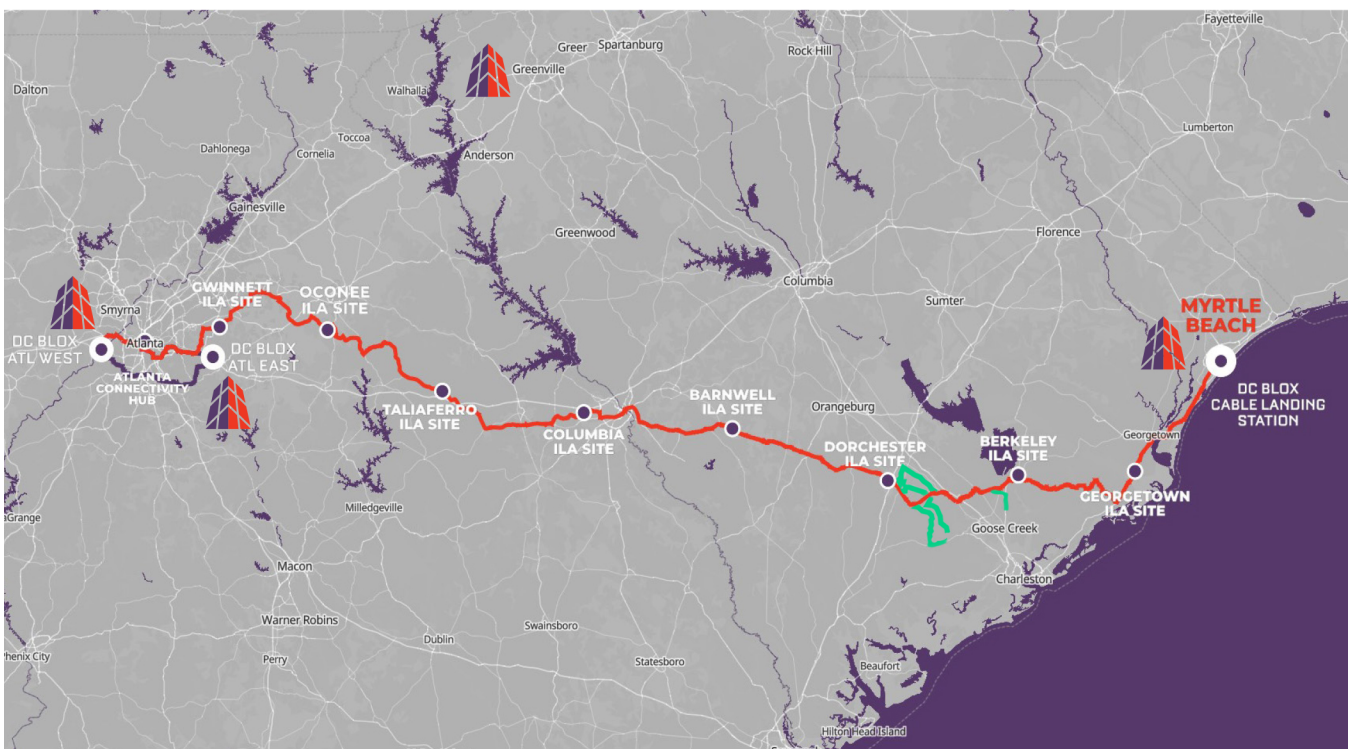 Fayetteville
Greer
Spartanburg
Rock Hill
Greenville
Dalton
Walhalla
Lumberton
Toccoa
Dahlonega
Cornelia
Anderson
Gainesville
Greenwood
Florence
Columbia
GWINNETT
ILA SITE
OCONEE
ILA SITE
Sumter
MYRTLE
BEACH
Smyrna
DC BLOX
ATL WEST
Atlanta
DC BLOX
ATL EAST
ATLANTA
CONNECTIVITY
HUB
DC BLOX
CABLE LANDING
STATION
BARNWELL
ILA SITE
Orangeburg
TALIAFERRO
ILA SITE
COLUMBIA
ILA SITE
DORCHESTER
ILA SITE
BERKELEY
ILA SITE
Georgetown
GEORGETOWN
ILA SITE
Milledgeville
aGrange
Goose Creek
Macon
Charleston
Warner Robins
Swainsboro
Dublin
Phenix City
Perry
Statesboro
Beaufort
Hilton Head Island